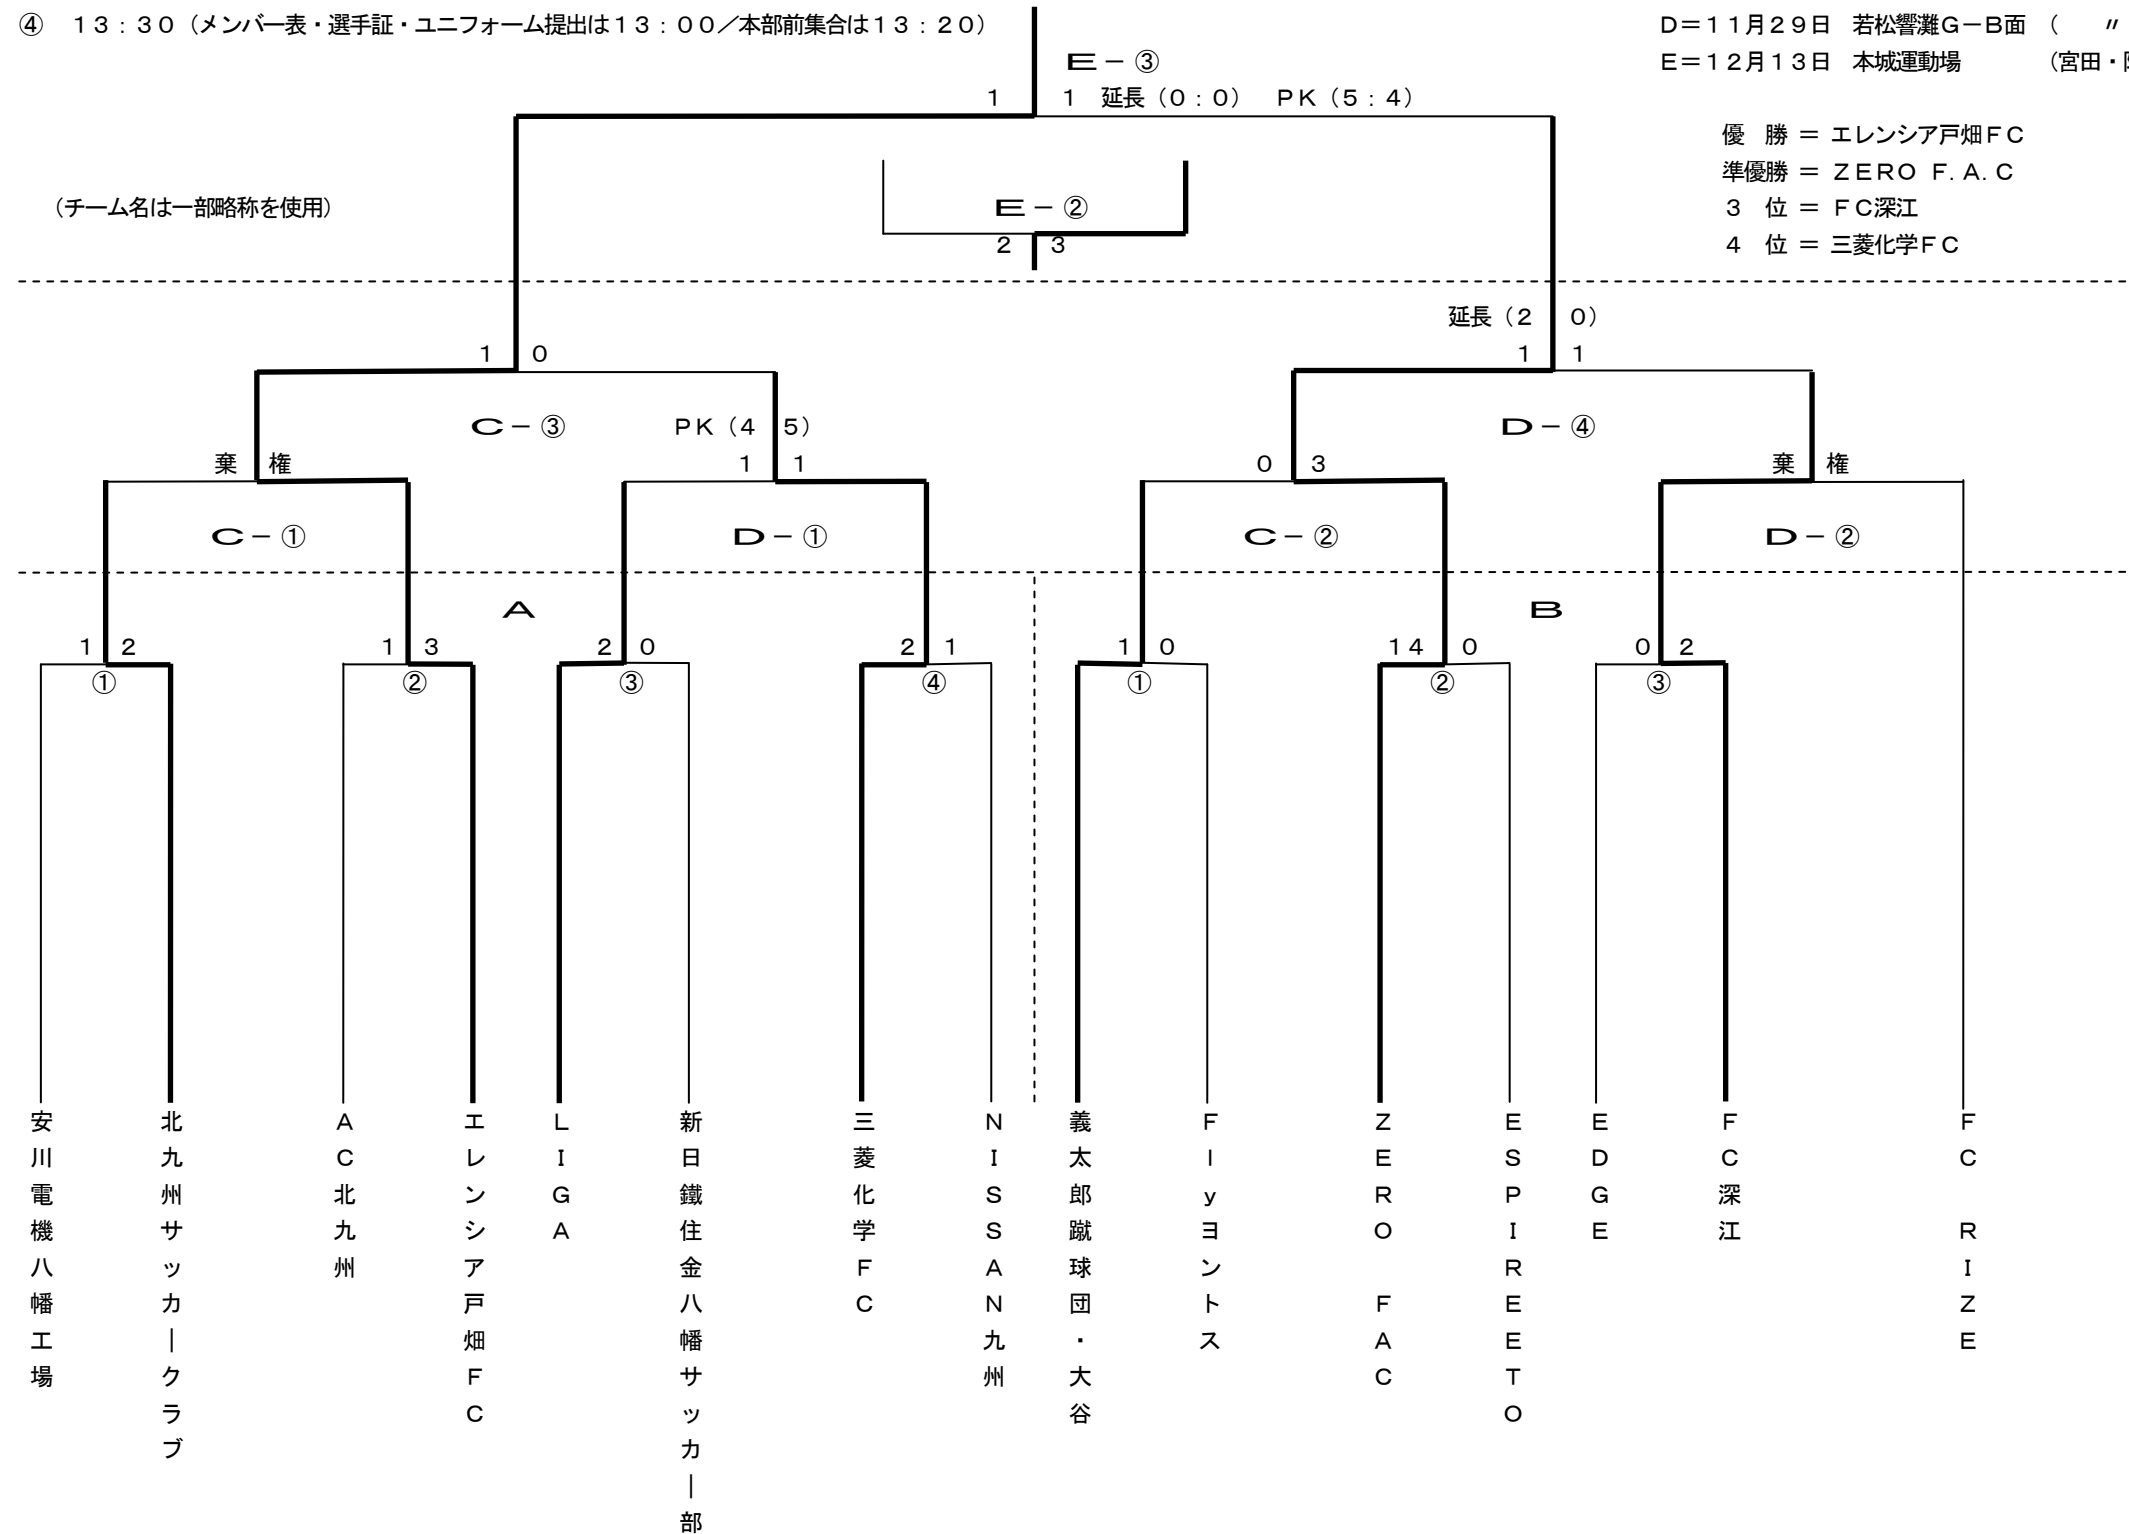 ④　１３：３０（メンバー表・選手証・ユニフォーム提出は１３：００／本部前集合は１３：２０）
Ｄ＝１１月２９日　若松響灘Ｇ－Ｂ面　（　　〃
Ｅ＝１２月１３日　本城運動場　　　　（宮田・
Ｅ－③
１　１　延長（０：０）　ＰＫ（５：４）
優　勝　＝　エレンシア戸畑ＦＣ
準優勝　＝　ＺＥＲＯ　Ｆ．Ａ．Ｃ
３　位　＝　ＦＣ深江
４　位　＝　三菱化学ＦＣ
（チーム名は一部略称を使用）
Ｅ－②
２　３
延長（２　０）
１　０
１　１
Ｃ－③
ＰＫ（４　５）
Ｄ－④
棄　権
１　１
０　３
棄　権
Ｃ－①
Ｄ－①
Ｃ－②
Ｄ－②
Ａ
Ｂ
１　２
１　３
２　０
２　１
１　０
１４　０
０　２
①
②
③
④
①
②
③
安川電機八幡工場
北九州サッカークラブ
ＡＣ北九州
エレンシア戸畑ＦＣ
ＬＩＧＡ
新日鐵住金八幡サッカー部
三菱化学ＦＣ
ＮＩＳＳＡＮ九州
義太郎蹴球団・大谷
Ｆｌｙヨントス
ＺＥＲＯ　ＦＡＣ
ＥＳＰＩＲＥＥＴＯ
ＥＤＧＥ
ＦＣ深江
ＦＣ　ＲＩＺＥ